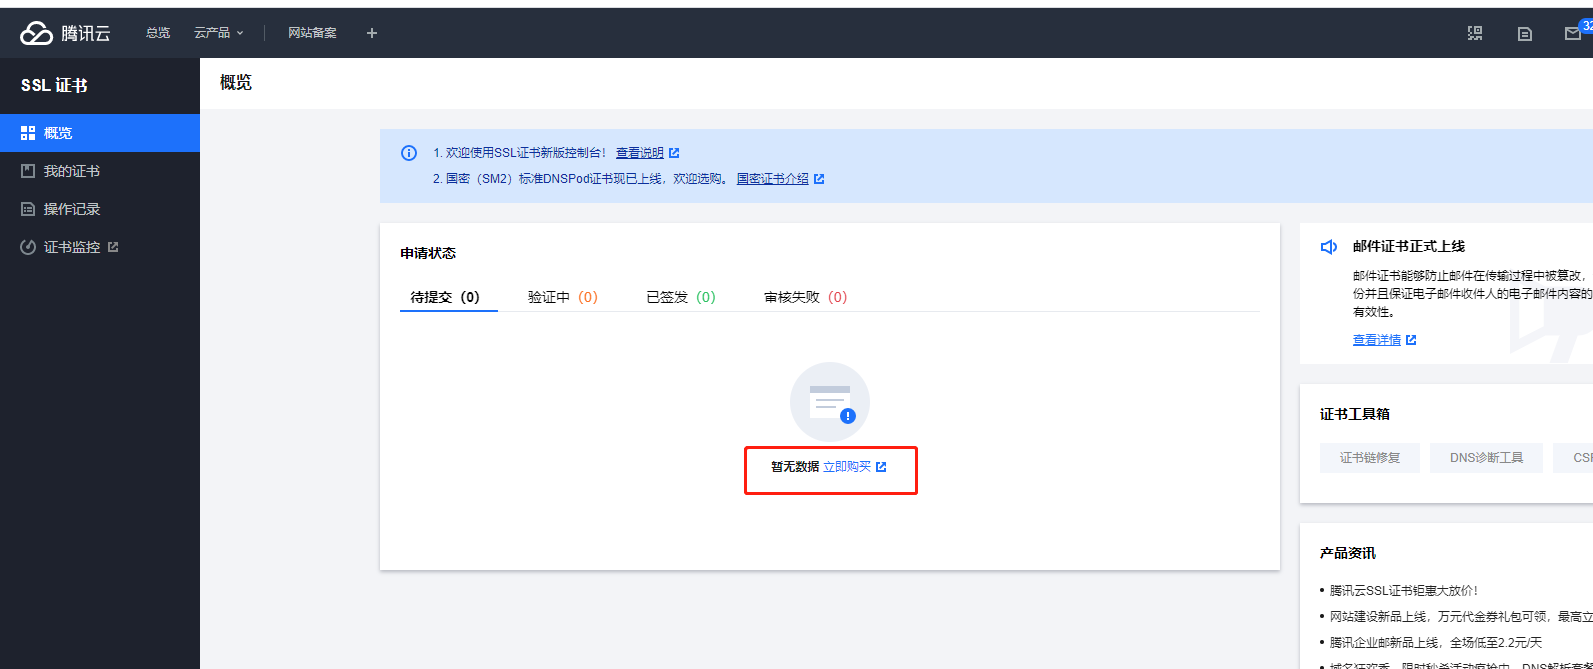 腾讯云 总览 云产品 网站备案 32
SSL 证书
概览
概览
我的证书
操作记录
证书监控
1. 欢迎使用SSL证书新版控制台！ 查看说明
2. 国密（SM2）标准DNSPod证书现已上线，欢迎选购。 国密证书介绍
申请状态
待提交 (0) 验证中 (0) 已签发 (0) 审核失败 (0)
暂无数据 立即购买
邮件证书正式上线
邮件证书能够防止邮件在传输过程中被篡改，
份并且保证电子邮件收件人的电子邮件内容的
有效性。
查看详情
证书工具箱
证书链修复 DNS诊断工具
产品资讯
• 腾讯云SSL证书钜惠大放价！
• 网站建设新品上线，万元代金券礼包可领，最高立
• 腾讯企业邮新品上线，全场低至2.2元/天